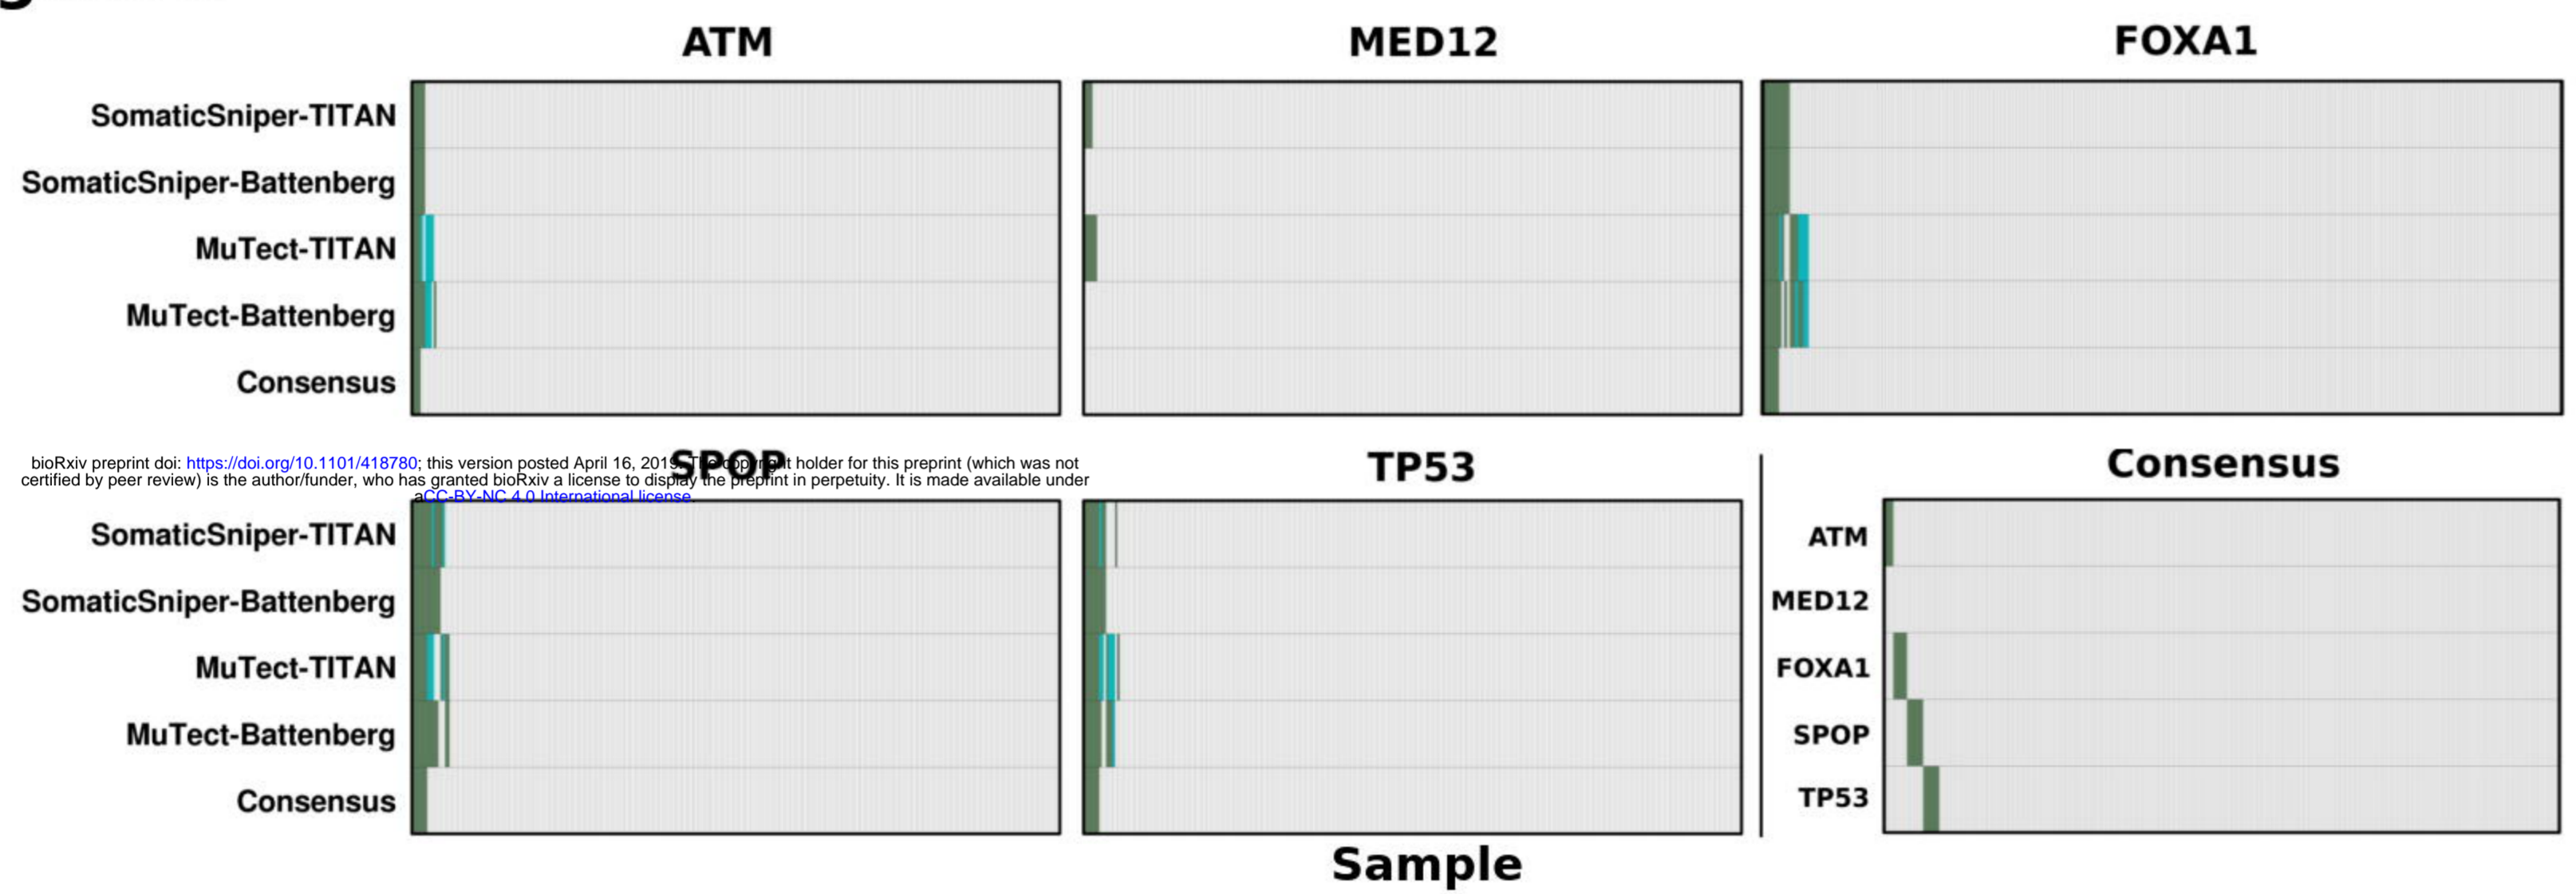 ATM MED12 FOXA1
SomaticSniper-TITAN
SomaticSniper-Battenberg
MuTect-TITAN
MuTect-Battenberg
Consensus
bioRxiv preprint doi: https://doi.org/10.1101/418780; this version posted April 16, 2019. The copyright holder for this preprint (which was not
certified by peer review) is the author/funder, who has granted bioRxiv a license to display the preprint in perpetuity. It is made available under
aCC-BY-NC 4.0 International license.
SPOP TP53 Consensus
SomaticSniper-TITAN
SomaticSniper-Battenberg
MuTect-TITAN
MuTect-Battenberg
Consensus
ATM
MED12
FOXA1
SPOP
TP53
Sample